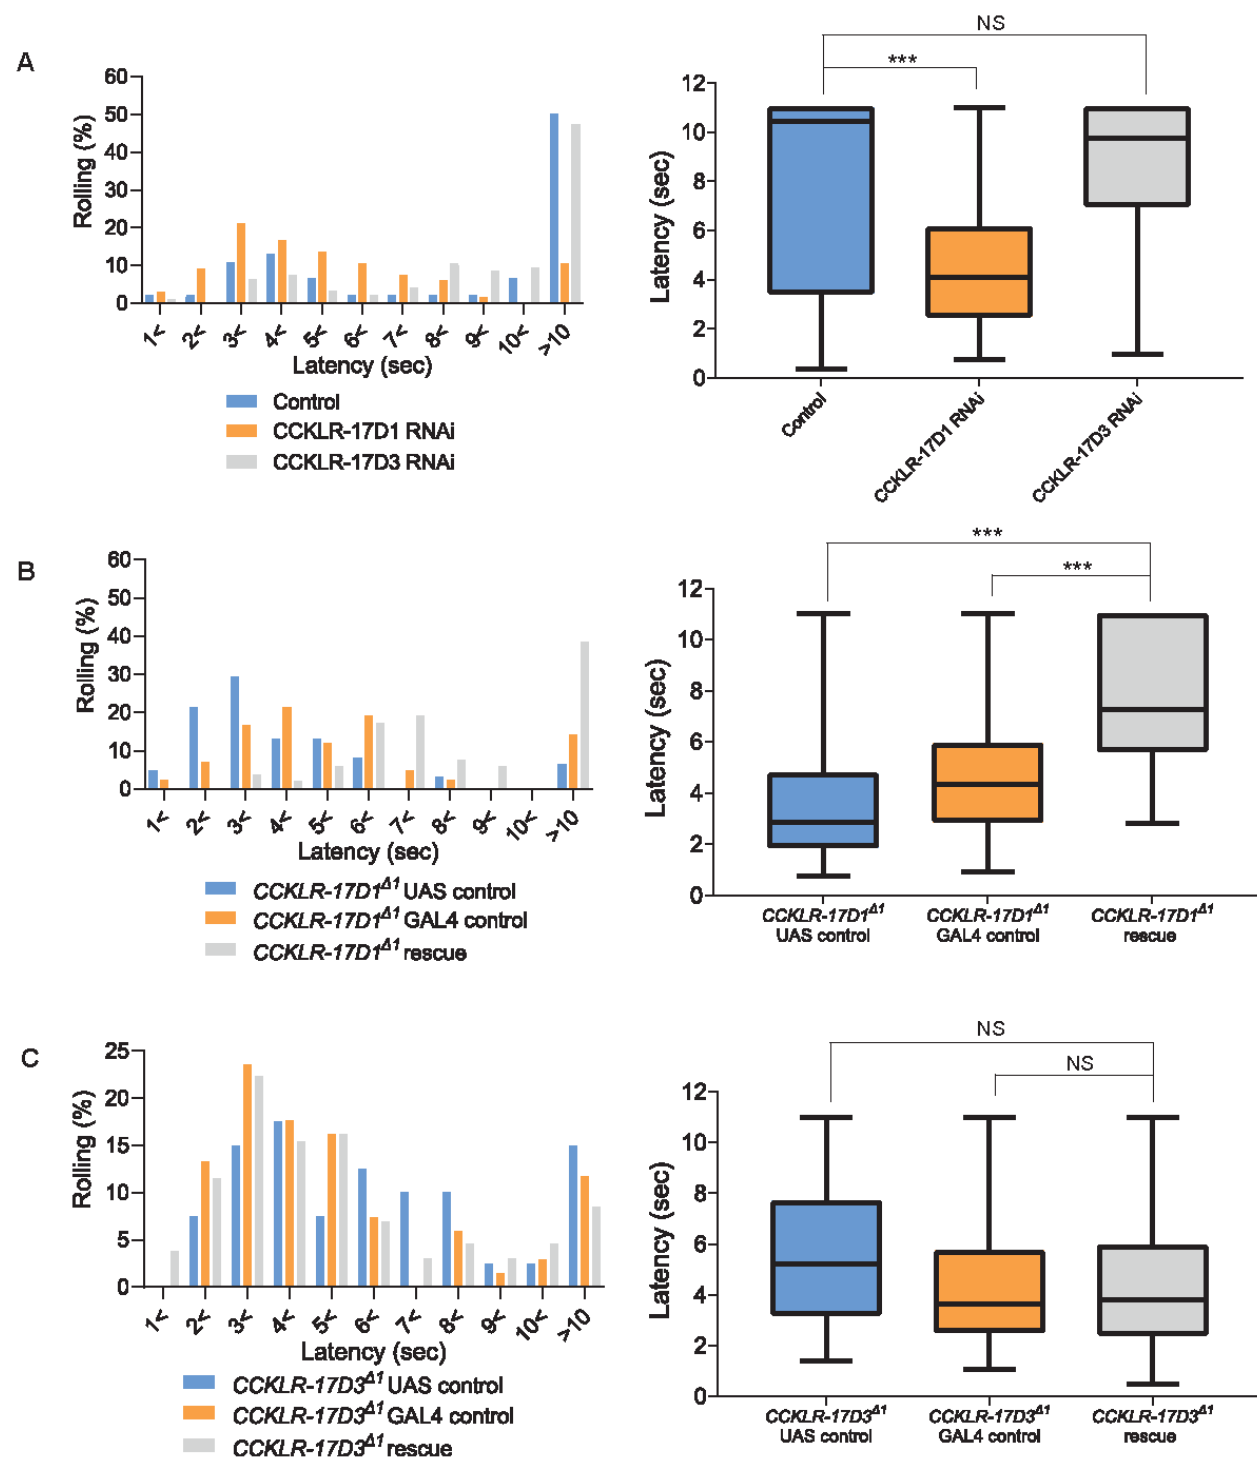 A
60
50
40
30
20
10
0
Rolling (%)
1< 2< 3< 4< 5< 6< 7< 8< 9< 10< >10
Latency (sec)
Control
CCKLR-17D1 RNAi
CCKLR-17D3 RNAi
NS
***
12
10
8
6
4
2
0
Latency (sec)
Control CCKLR-17D1 RNAi CCKLR-17D3 RNAi
B
60
50
40
30
20
10
0
Rolling (%)
1< 2< 3< 4< 5< 6< 7< 8< 9< 10< >10
Latency (sec)
CCKLR-17D1Δ1 UAS control
CCKLR-17D1Δ1 GAL4 control
CCKLR-17D1Δ1 rescue
***
***
12
10
8
6
4
2
0
Latency (sec)
CCKLR-17D1Δ1 CCKLR-17D1Δ1 CCKLR-17D1Δ1
UAS control GAL4 control rescue
C
25
20
15
10
5
0
Rolling (%)
1< 2< 3< 4< 5< 6< 7< 8< 9< 10< >10
Latency (sec)
CCKLR-17D3Δ1 UAS control
CCKLR-17D3Δ1 GAL4 control
CCKLR-17D3Δ1 rescue
NS
NS
12
10
8
6
4
2
0
Latency (sec)
CCKLR-17D3Δ1 CCKLR-17D3Δ1 CCKLR-17D3Δ1
UAS control GAL4 control rescue